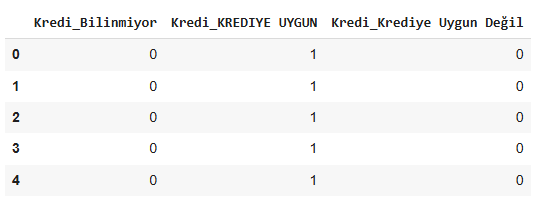 Kredi_Bilinmiyor Kredi_KREDIYE UYGUN Kredi_Krediye Uygun Değil
0 0 1 0
1 0 1 0
2 0 1 0
3 0 1 0
4 0 1 0